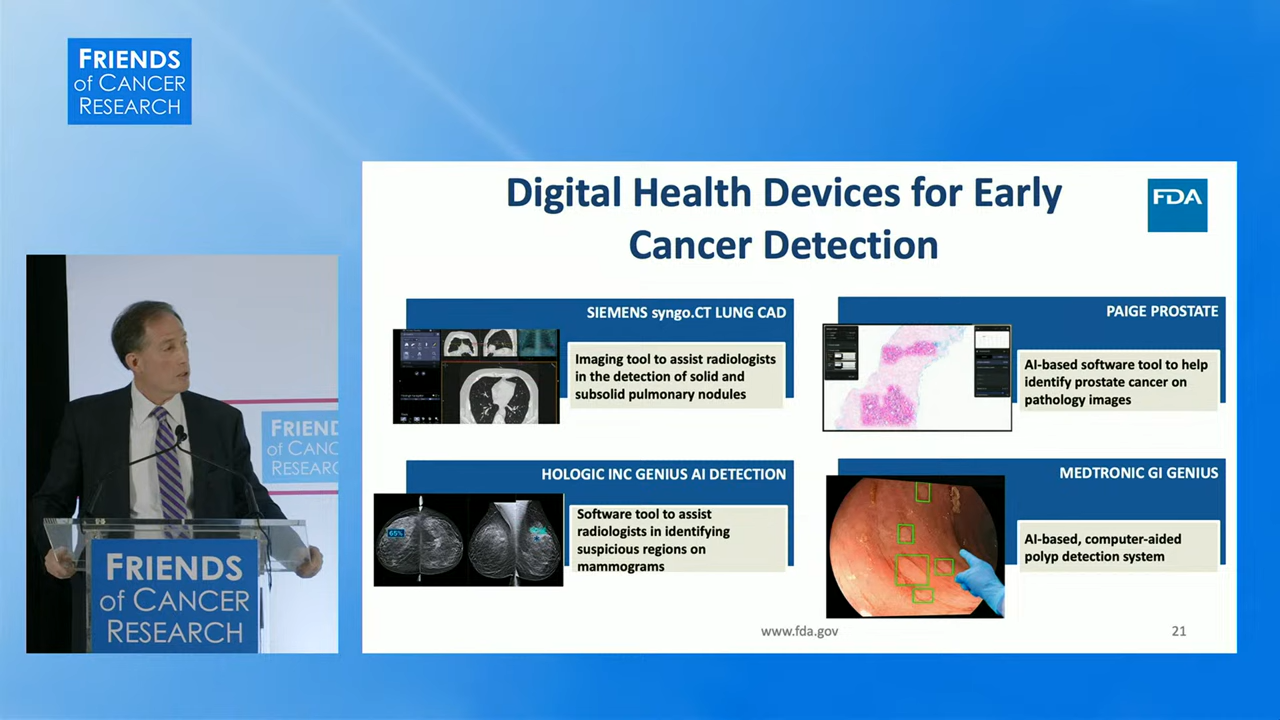 FRIENDS
of CANCER
RESEARCH
Digital Health Devices for Early
Cancer Detection
FDA
SIEMENS syngo.CT LUNG CAD
Imaging tool to assist radiologists
in the detection of solid and
subsolid pulmonary nodules
PAIGE PROSTATE
AI-based software tool to help
identify prostate cancer on
pathology images
HOLOGIC INC GENIUS AI DETECTION
65%
Software tool to assist
radiologists in identifying
suspicious regions on
mammograms
MEDTRONIC GI GENIUS
AI-based, computer-aided
polyp detection system
www.fda.gov
21
FRIEND
of CANC
RESEARC
FRIENDS
of CANCER
RESEARCH